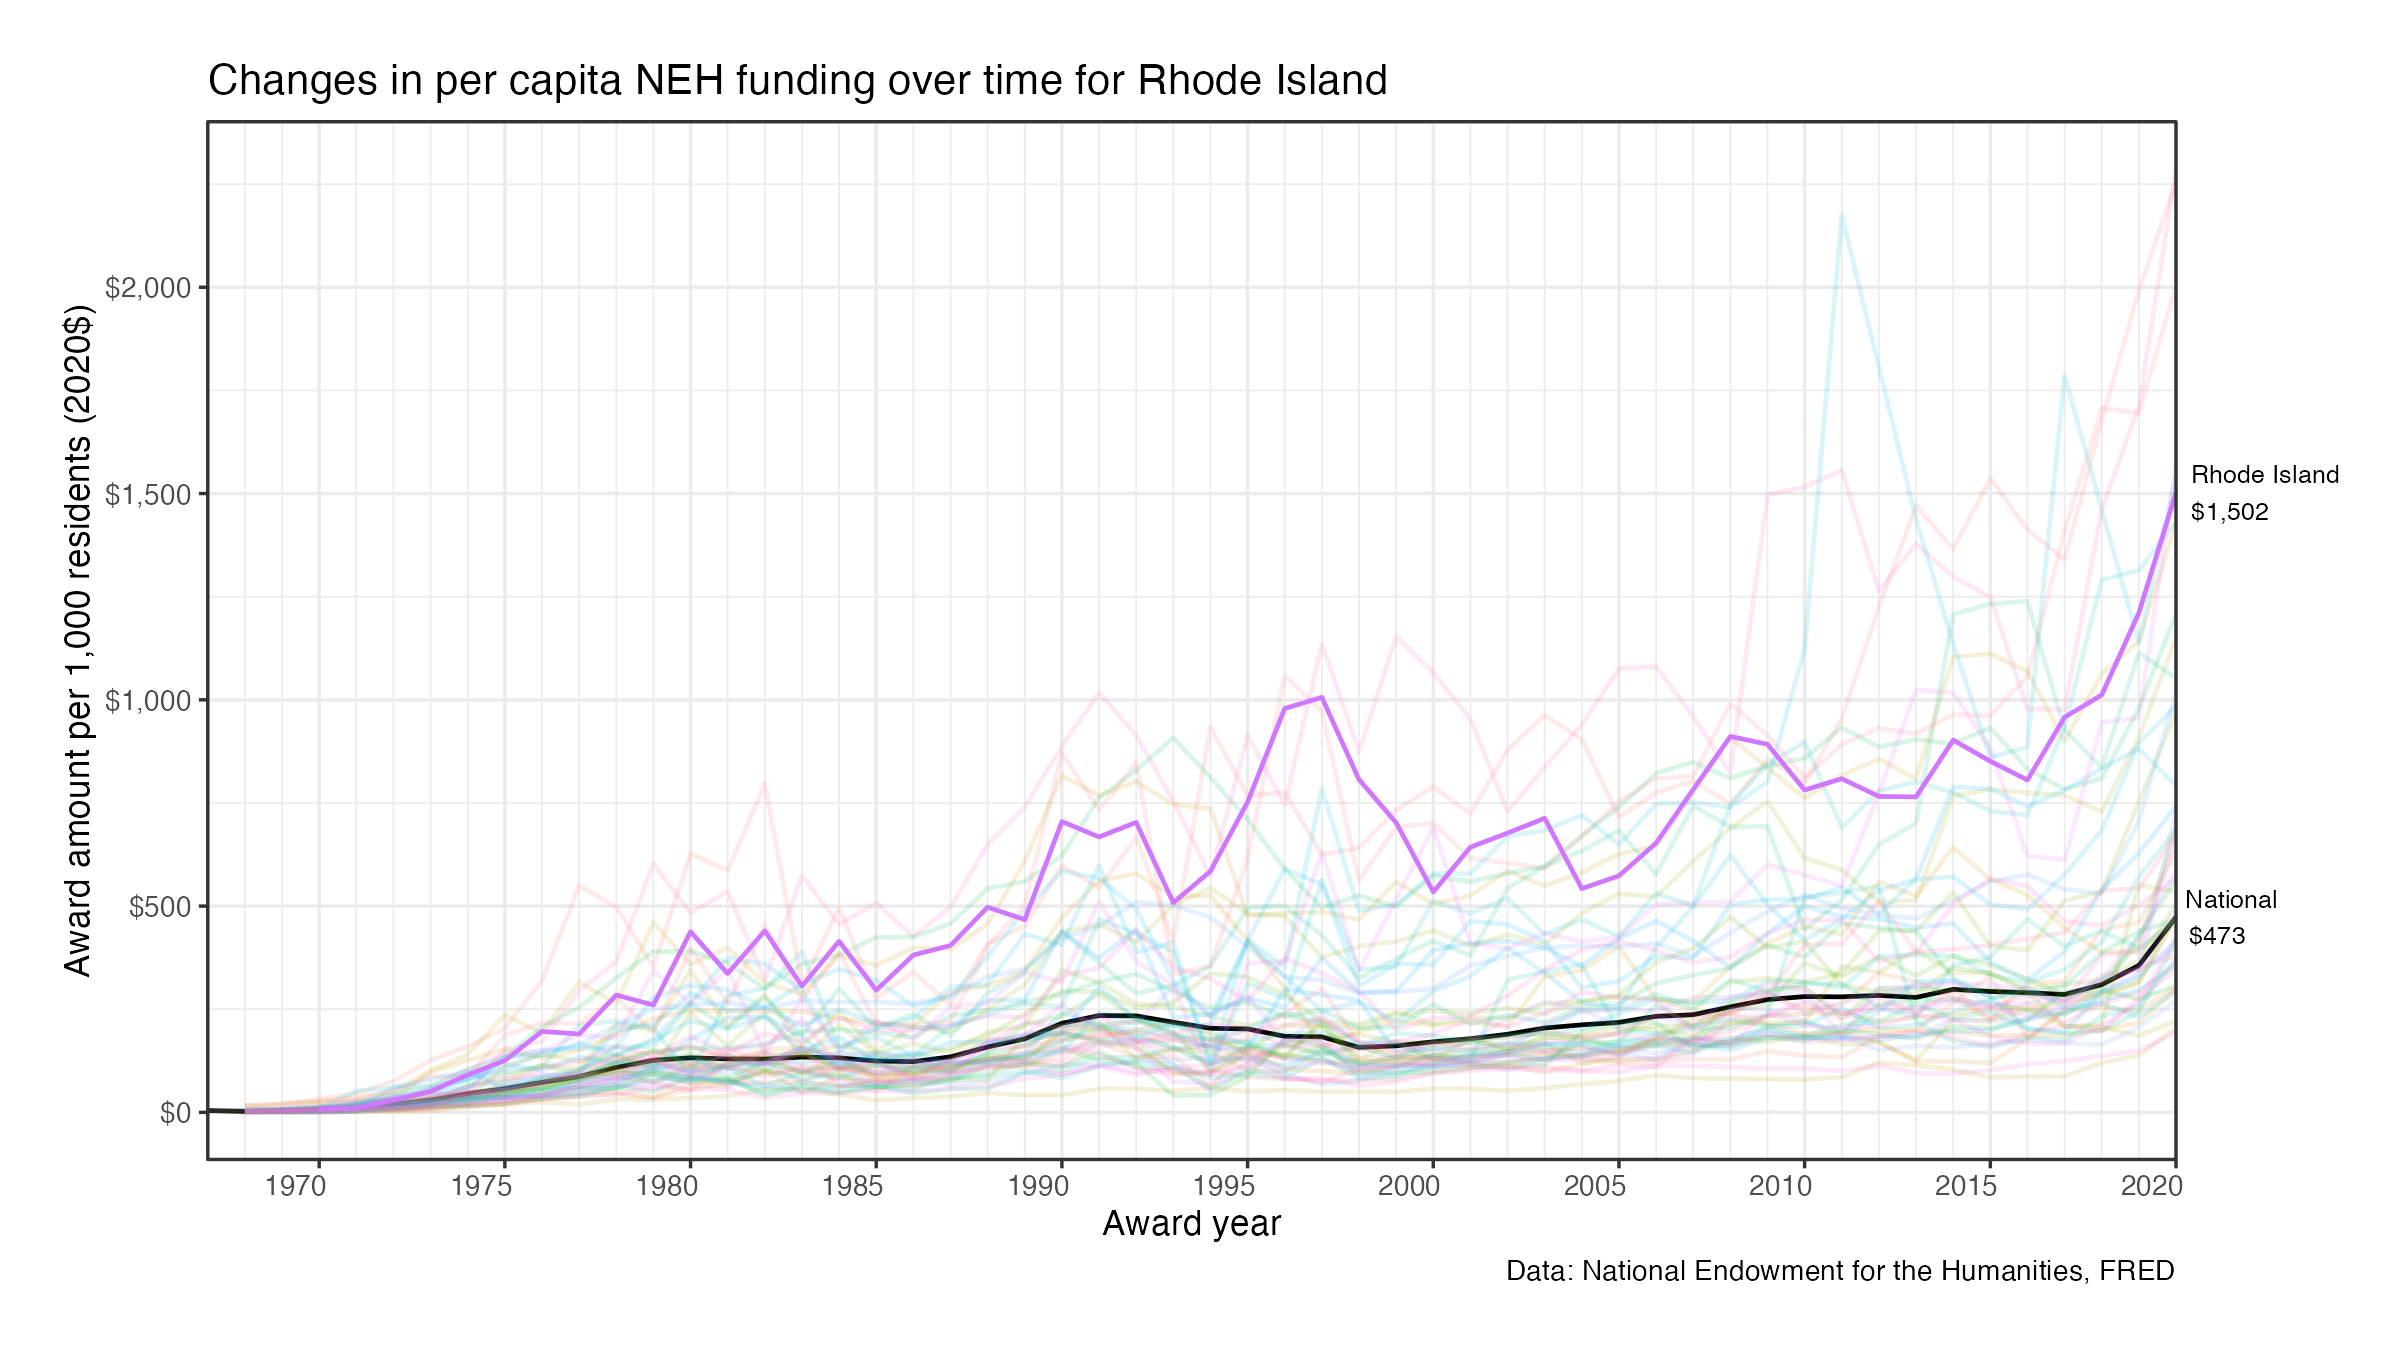 Changes in per capita NEH funding over time for Rhode Island
Award amount per 1,000 residents (2020$)
$2,000
$1,500
$1,000
$500
$0
Rhode Island
$1,502
National
$473
1970 1975 1980 1985 1990 1995 2000 2005 2010 2015 2020
Award year
Data: National Endowment for the Humanities, FRED